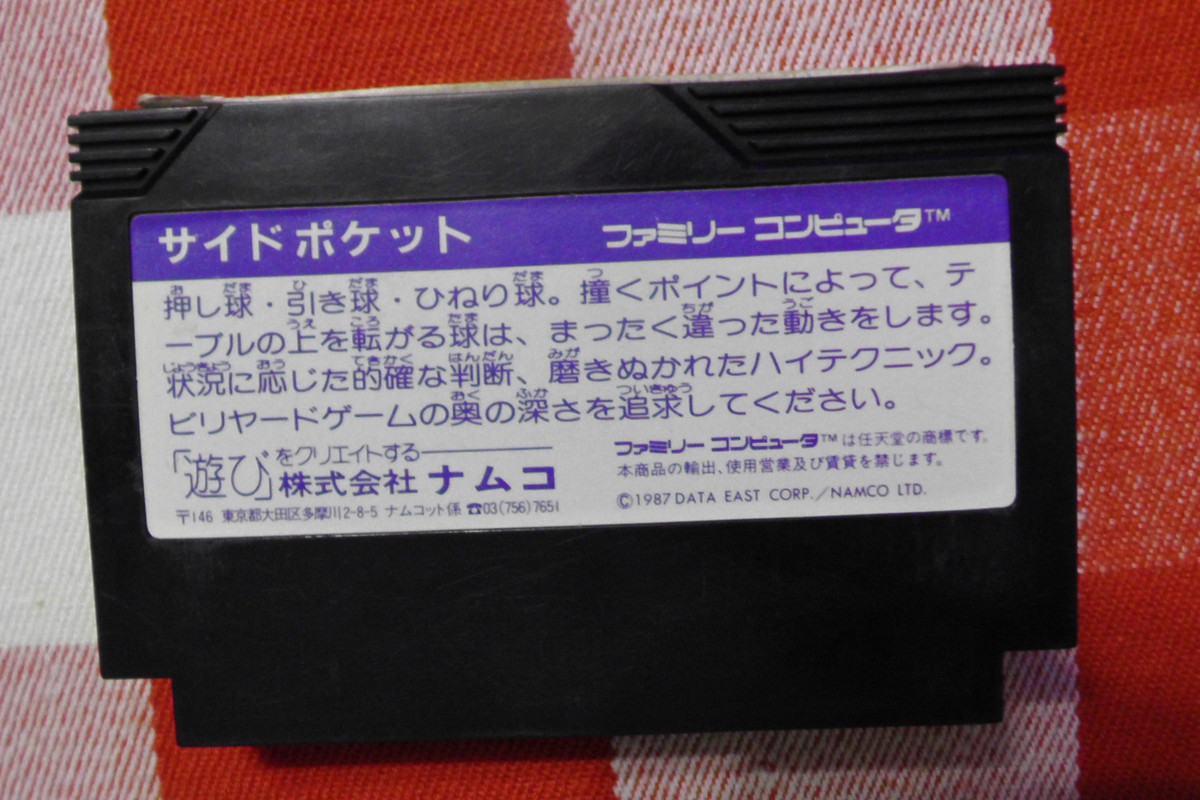 サイドポケット
ファミリーコンピュータ™
押し球・引き球・ひねり球。撞くポイントによって、テ
ーブルの上を転がる球は、まったく違った動きをします。
状況に応じた的確な判断、磨きぬかれたハイテクニック。
ビリヤードゲームの奥の深さを追求してください。
「遊び」をクリエイトする
株式会社ナムコ
〒146 東京都大田区多摩川2-8-5 ナムコット係 ☎03(756)7651
ファミリーコンピュータ™は任天堂の商標です。
本商品の輸出、使用営業及び賃貸を禁じます。
©1987 DATA EAST CORP./NAMCO LTD.